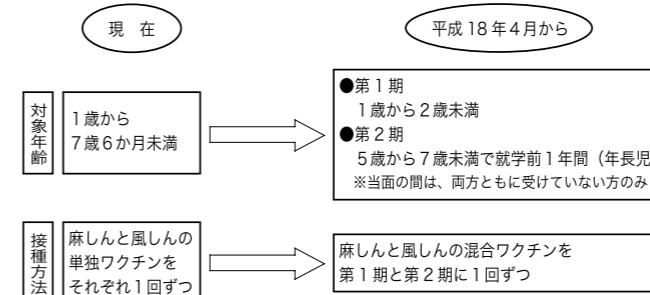 現　在
平成 18 年４月から
対象年齢
１歳から
７歳６か月未満
●第１期
１歳から２歳未満
●第２期
５歳から７歳未満で就学前１年間（年長児
※当面の間は、両方ともに受けていない方のみ
接種方法
麻しんと風しんの
単独ワクチンを
それぞれ１回ずつ
麻しんと風しんの混合ワクチンを
第１期と第２期に１回ずつ